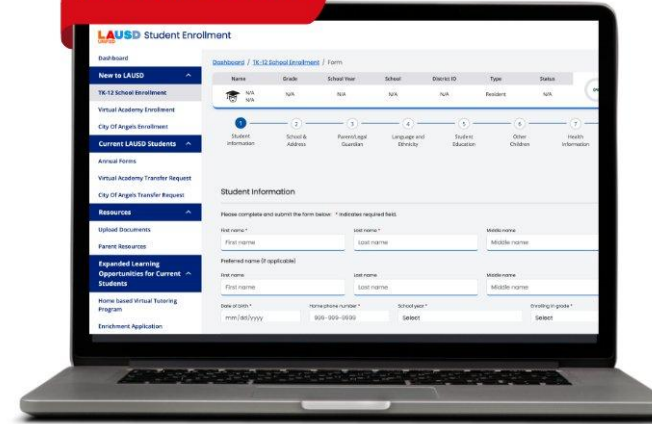 LAUSD Student Enrollment
UNIFIED
Dashboard
New to LAUSD
TK-12 School Enrollment
Virtual Academy Enrollment
City Of Angels Enrollment
Current LAUSD Students
Annual Forms
Virtual Academy Transfer Request
City Of Angels Transfer Request
Resources
Upload Documents
Parent Resources
Expanded Learning
Opportunities for Current
Students
Home based Virtual Tutoring
Program
Enrichment Application
Dashboard / TK-12 School Enrollment / Form
Name Grade School Year School District ID Type Status
N/A N/A N/A N/A N/A Resident N/A
N/A
1 2 3 4 5 6 7
Student Information
School & Address
Parent/Legal Guardian
Language and Ethnicity
Student Education
Other Children
Health Information
Student Information
Please complete and submit the form below. * indicates required field.
First name * Last name * Middle name
First name Last name Middle name
Preferred name (if applicable)
First name Last name Middle name
First name Last name Middle name
Date of birth * Home phone number * School year * Enrolling in grade *
mm/dd/yyyy 999-999-9999 Select Select